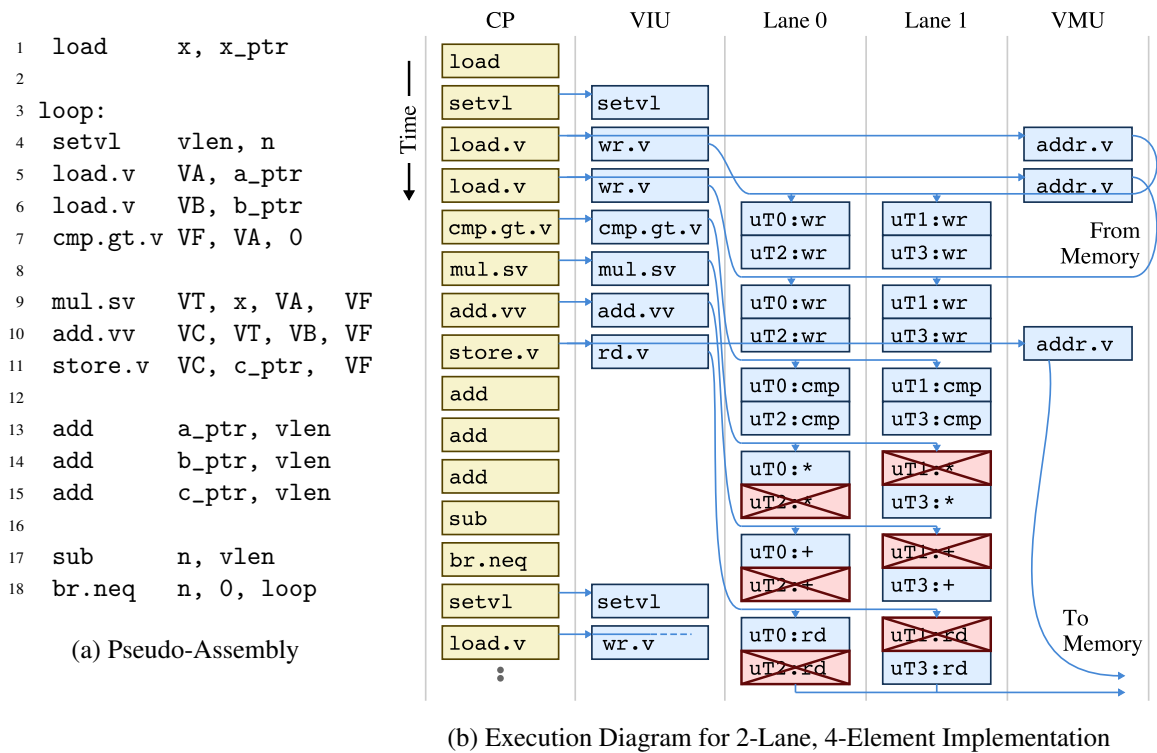 CP VIU Lane 0 Lane 1 VMU
1 load x, x_ptr
2
3 loop:
4 setvl vlen, n
5 load.v VA, a_ptr
6 load.v VB, b_ptr
7 cmp.gt.v VF, VA, 0
8
9 mul.sv VT, x, VA, VF
10 add.vv VC, VT, VB, VF
11 store.v VC, c_ptr, VF
12
13 add a_ptr, vlen
14 add b_ptr, vlen
15 add c_ptr, vlen
16
17 sub n, vlen
18 br.neq n, 0, loop
(a) Pseudo-Assembly
Time
load
setvl setvl
load.v wr.v addr.v
load.v wr.v addr.v
uT0:wr uT1:wr
cmp.gt.v cmp.gt.v
uT2:wr uT3:wr
From
Memory
mul.sv mul.sv
add.vv add.vv
uT0:wr uT1:wr
uT2:wr uT3:wr
store.v rd.v addr.v
add
uT0:cmp uT1:cmp
uT2:cmp uT3:cmp
add
add
uT0:* uT1:*
uT2:* uT3:*
sub
br.neq
uT0:+ uT1:+
uT2:+ uT3:+
setvl setvl
load.v wr.v
uT0:rd uT1:rd
uT2:rd uT3:rd
To
Memory
(b) Execution Diagram for 2-Lane, 4-Element Implementation